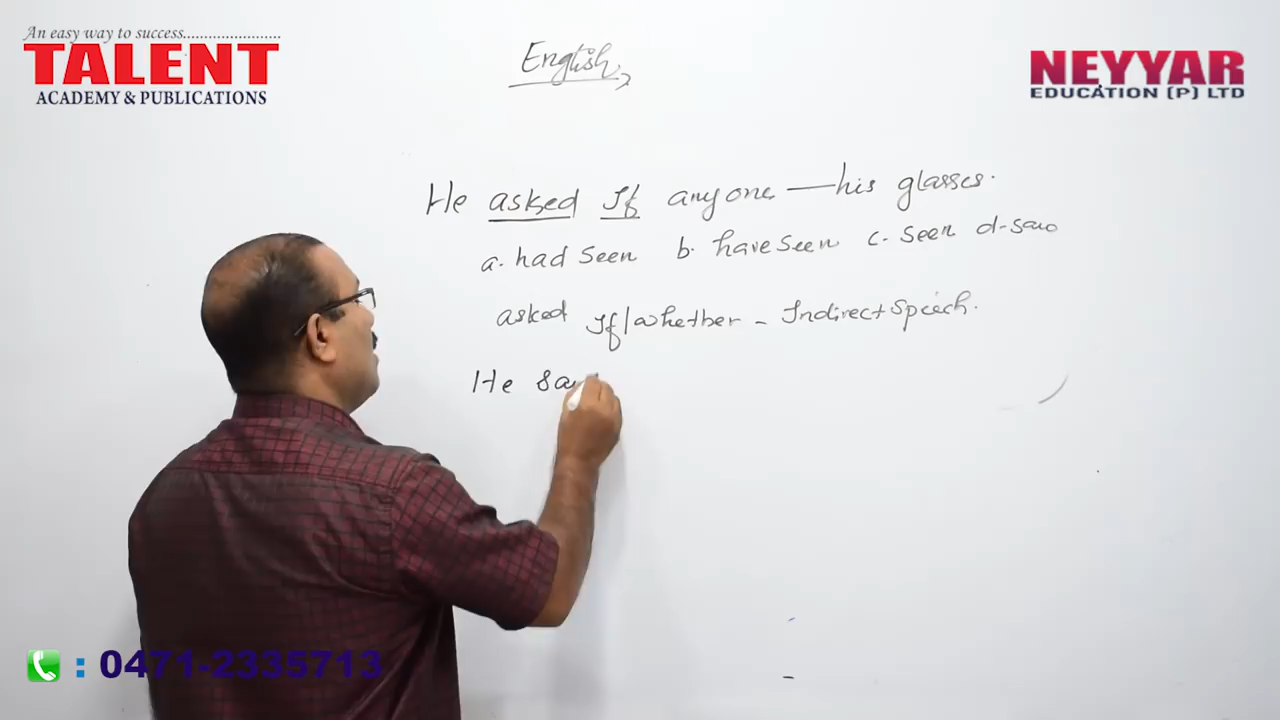 An easy way to success........................
TALENT
ACADEMY & PUBLICATIONS
NEYYAR
EDUCATION (P) LTD
English
He asked If anyone — his glasses.
a. had seen b. have seen c. seen d. saw
asked If/whether - Indirect Speech.
He sa
: 0471-2335713